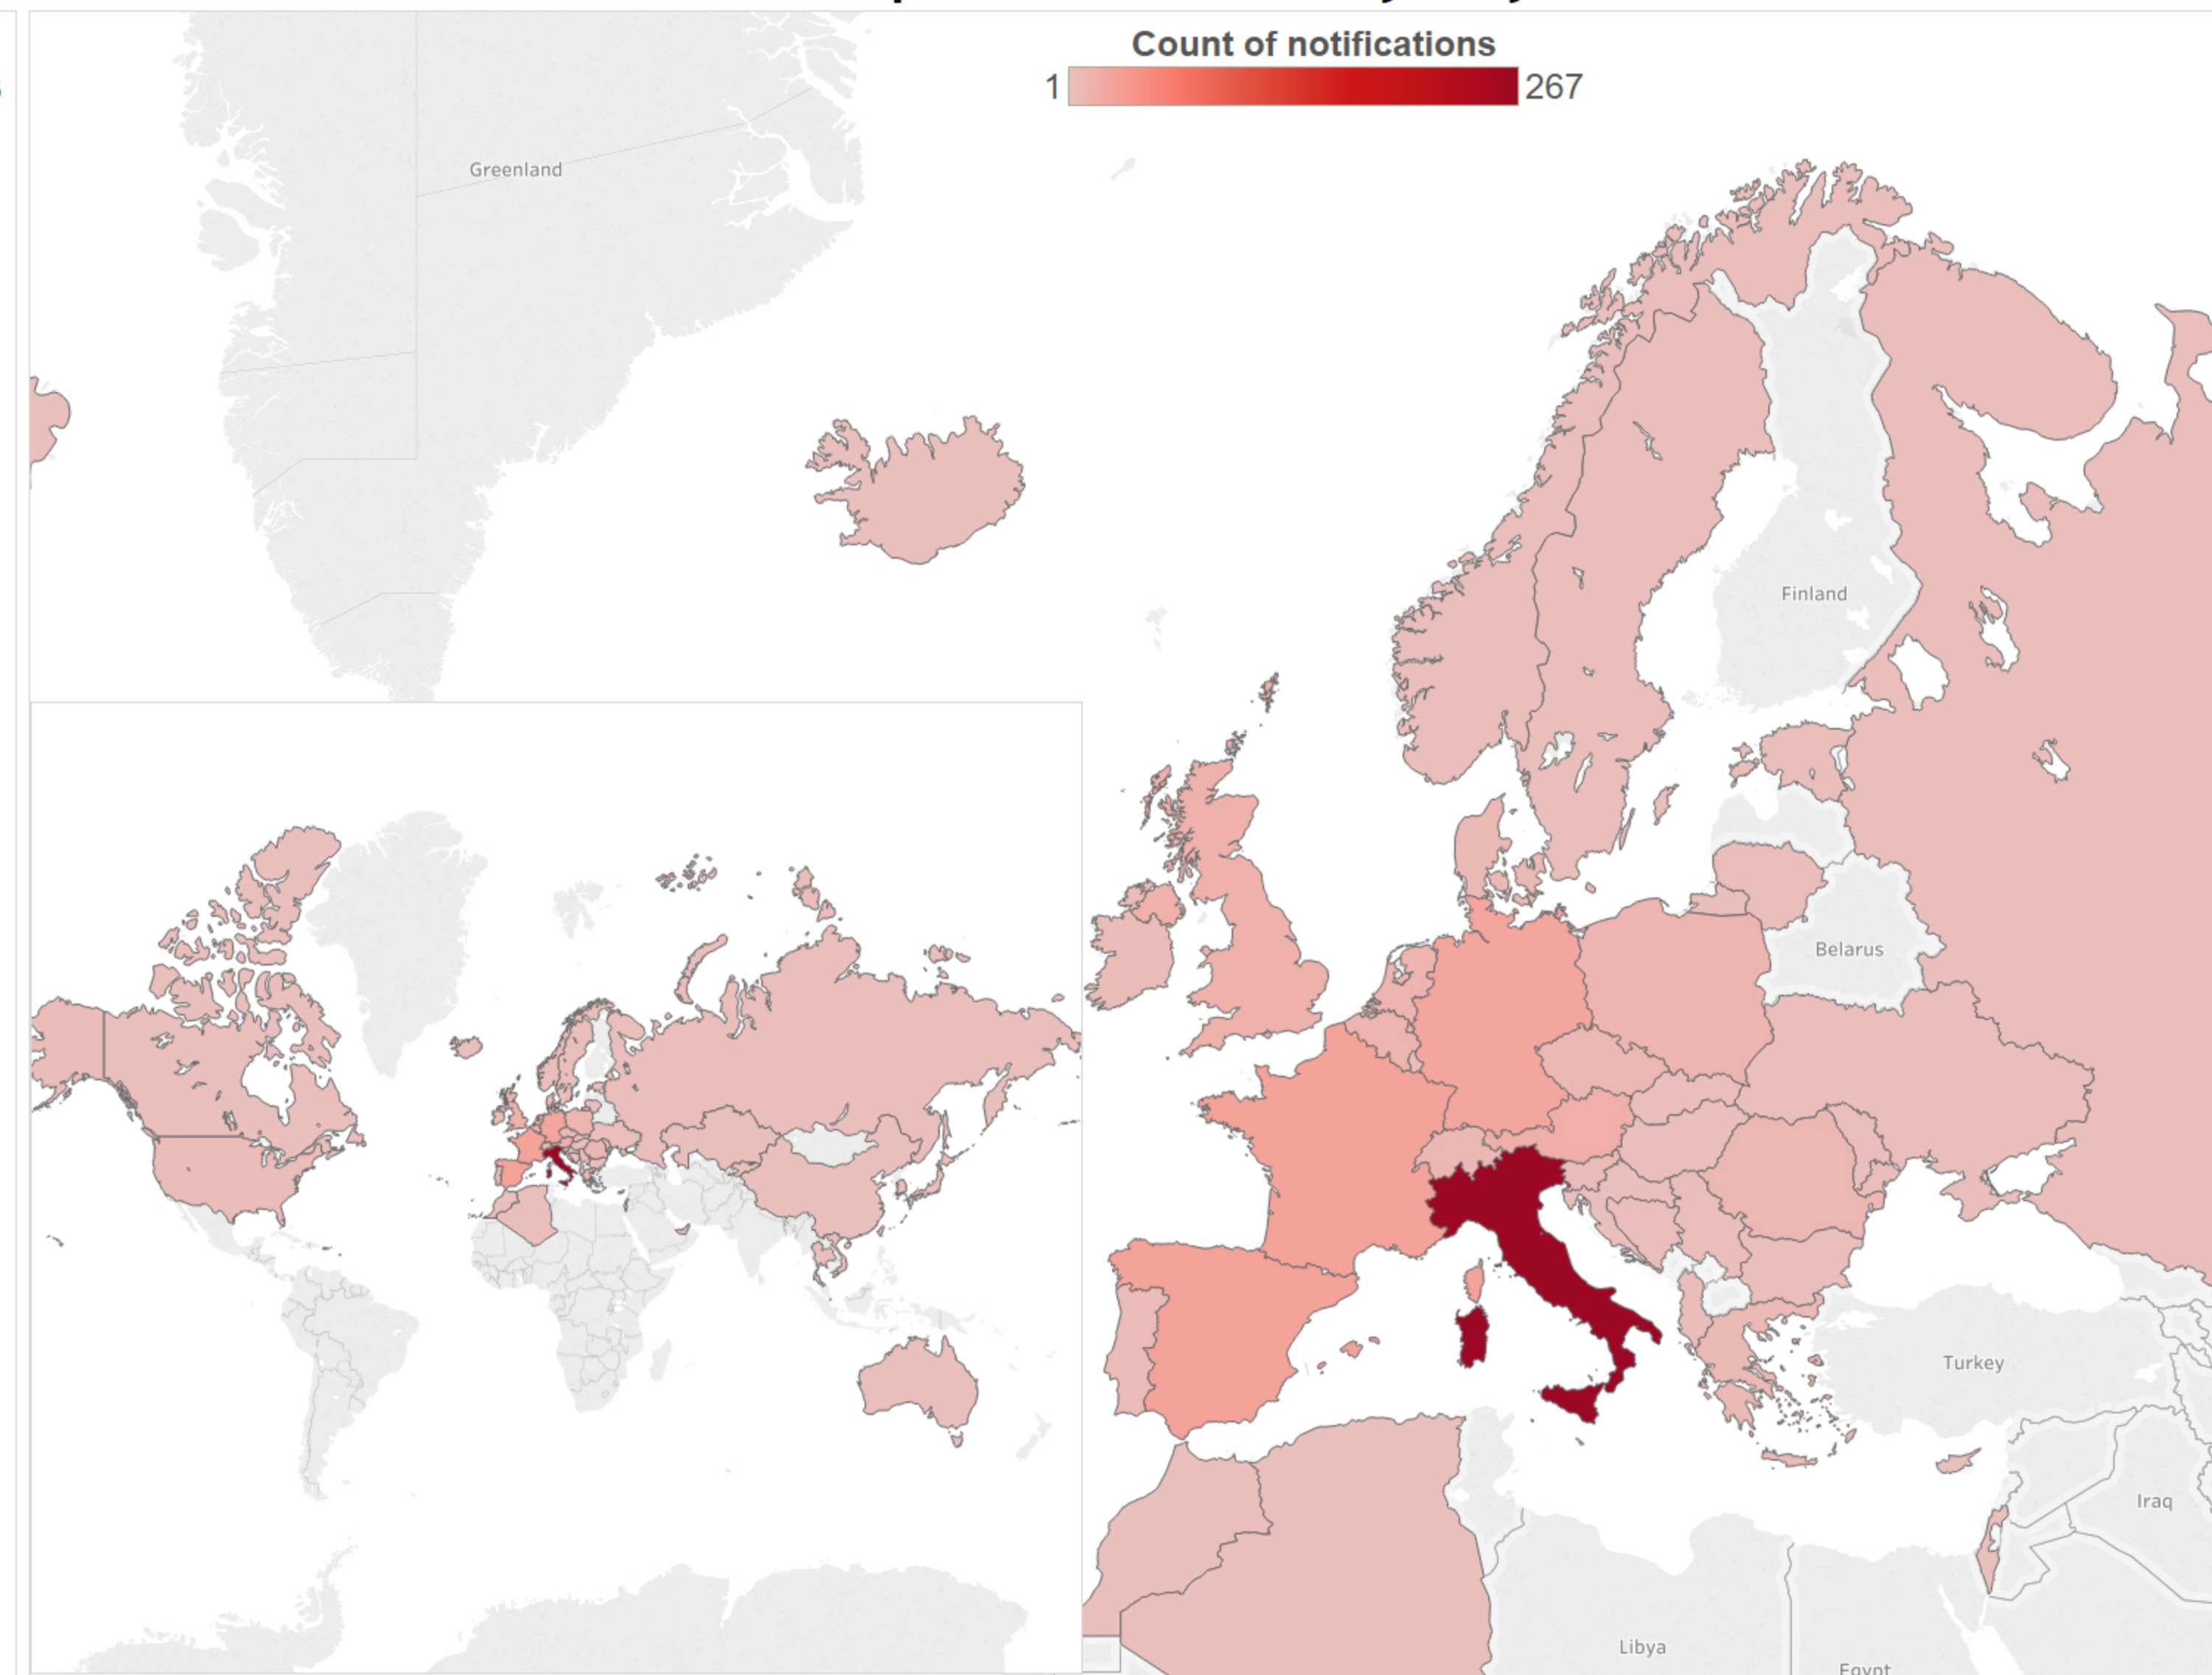 Count of notifications
1 267
Greenland
Finland
Belarus
Turkey
Iraq
Libya
Egypt